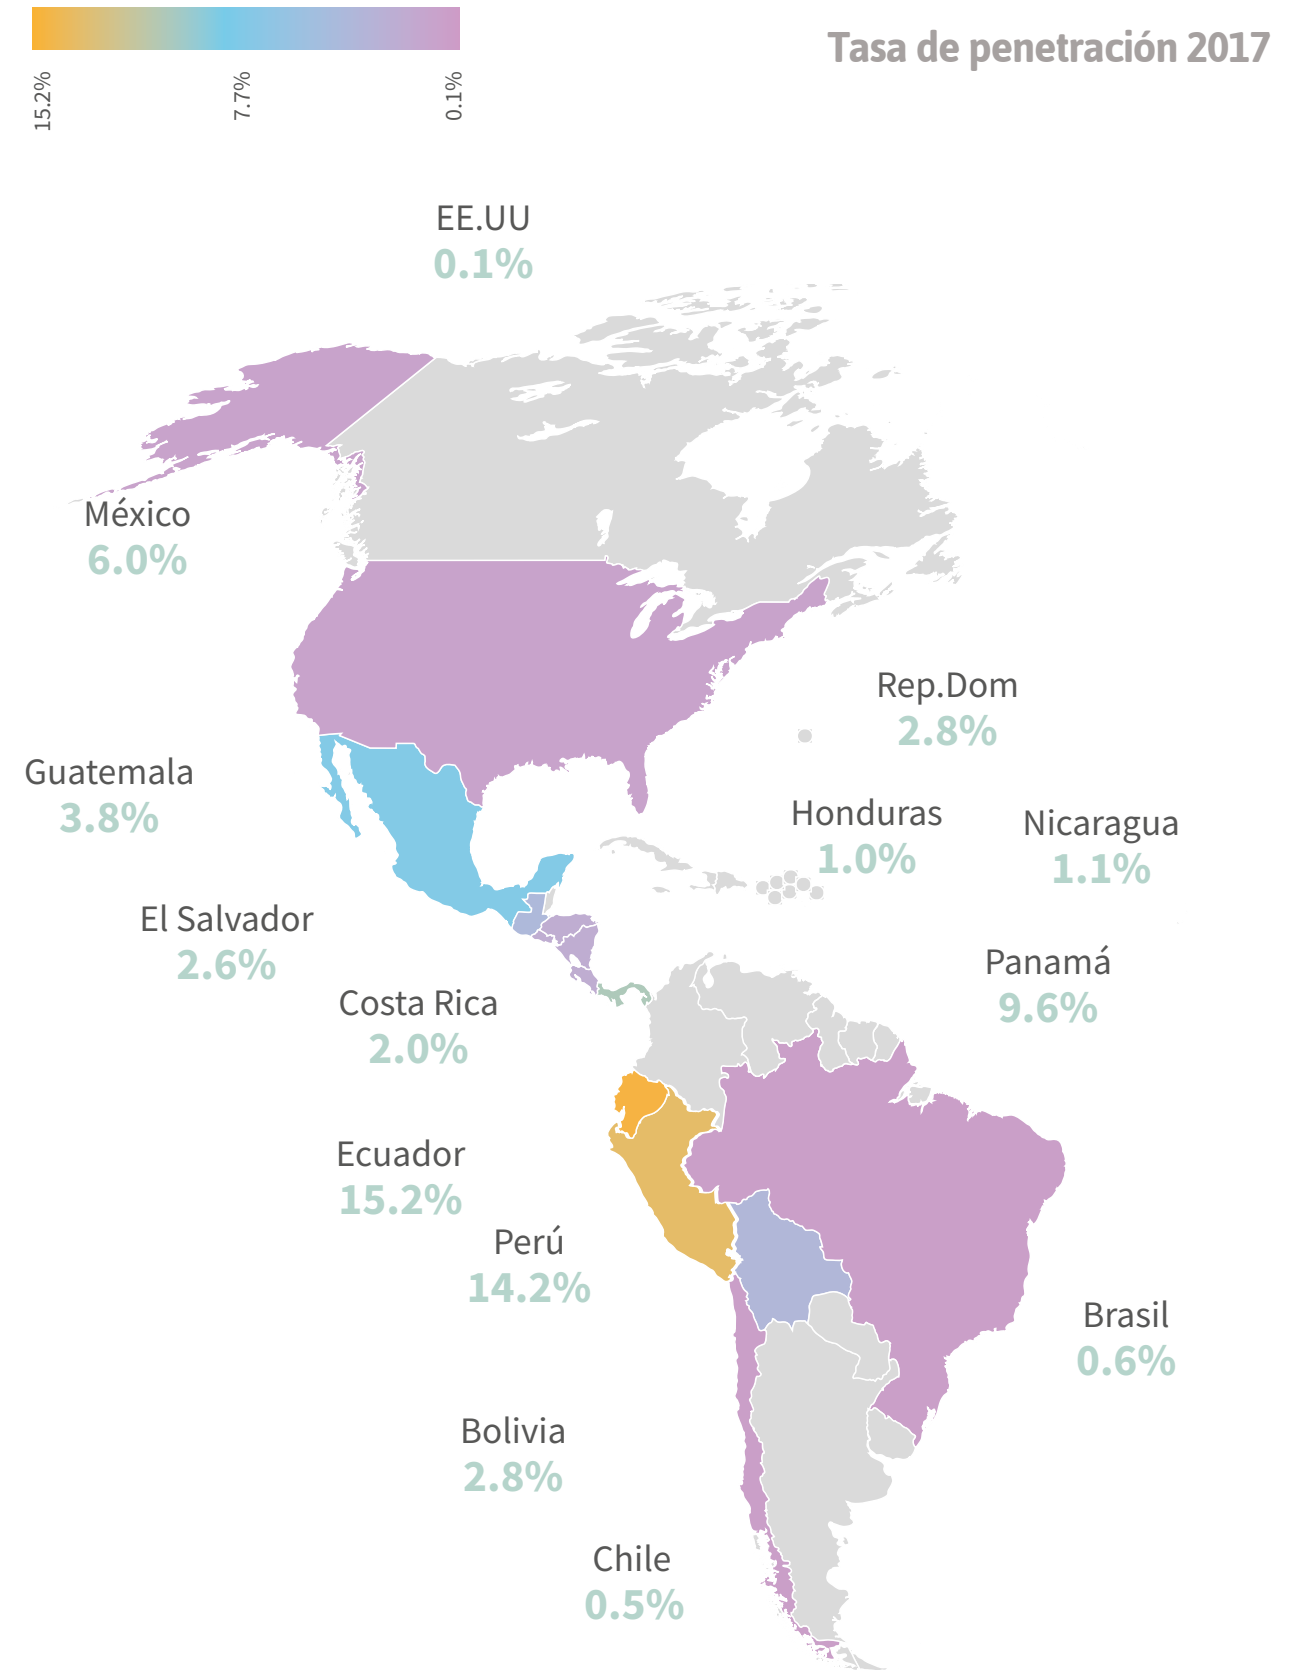 Tasa de penetración 2017
15.2%
7.7%
0.1%
EE.UU
0.1%
México
6.0%
Rep.Dom
2.8%
Guatemala
3.8%
Honduras
1.0%
Nicaragua
1.1%
El Salvador
2.6%
Panamá
9.6%
Costa Rica
2.0%
Ecuador
15.2%
Perú
14.2%
Brasil
0.6%
Bolivia
2.8%
Chile
0.5%